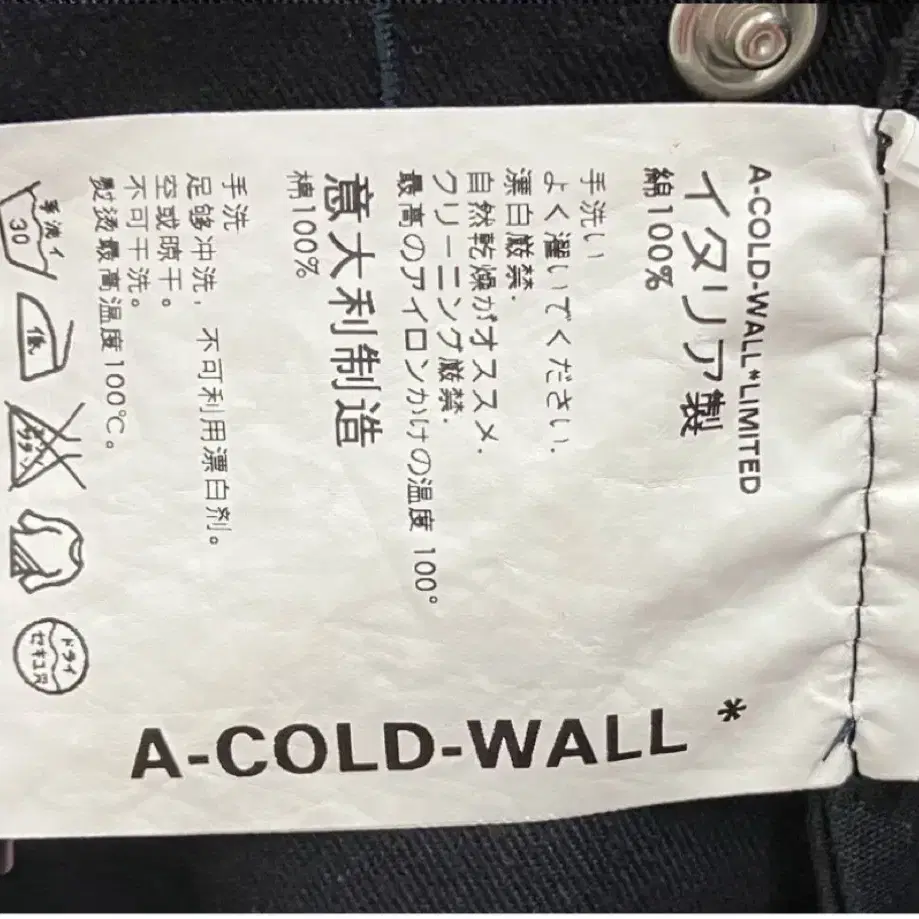 A-COLD-WALL*LIMITED
イタリア製
綿100%
手洗い
よく濯いでください.
漂白厳禁.
自然乾燥がオススメ.
クリーニング厳禁.
最高のアイロンかけの温度 100°
意大利制造
棉100%
手洗
足够冲洗，不可利用漂白剂。
空或晾干。
不可干洗。
熨烫最高温度100℃。
手洗イ
30
低
ドライ
A-COLD-WALL*